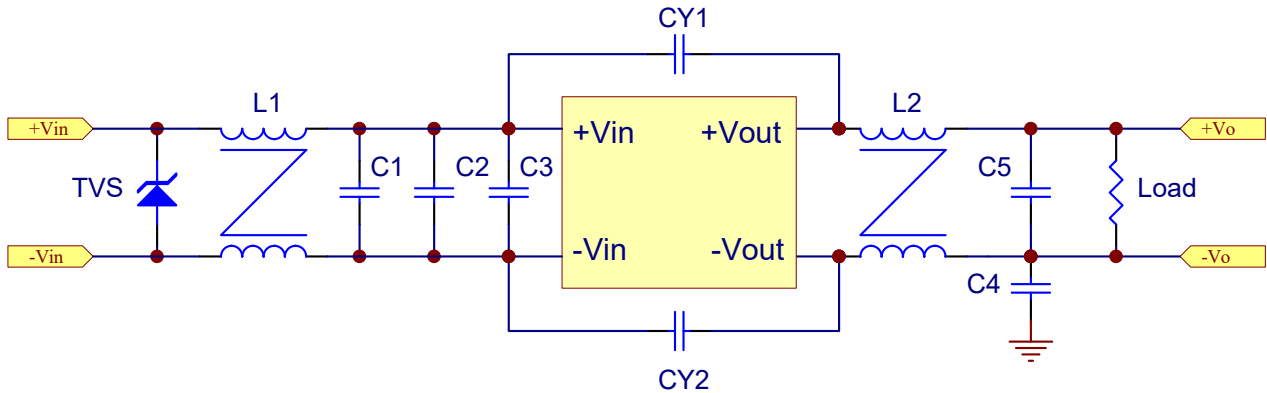 CY1
L1
L2
+Vin
+Vin
+Vout
+Vo
TVS
C1
C2
C3
C5
Load
-Vin
-Vin
-Vout
-Vo
C4
CY2